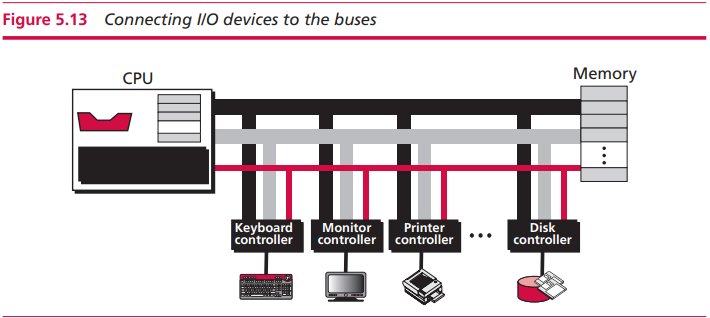 Figure 5.13 Connecting I/O devices to the buses
CPU
Memory
Keyboard
controller
Monitor
controller
Printer
controller
Disk
controller